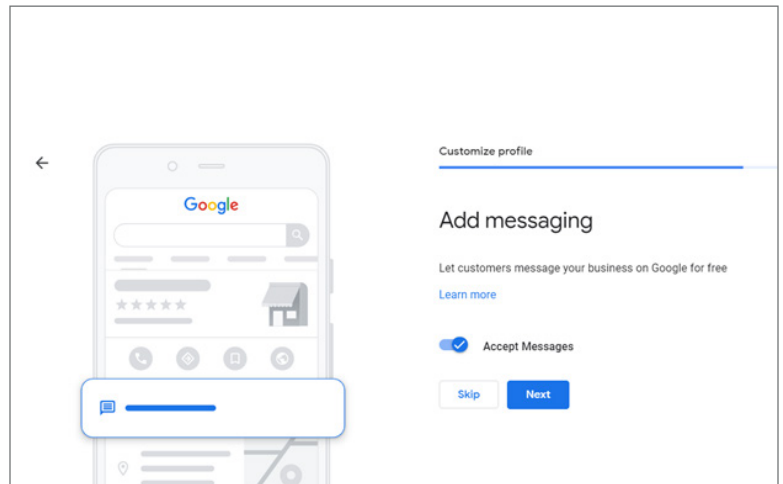 Customize profile
Google
Add messaging
Let customers message your business on Google for free
Learn more
Accept Messages
Skip Next